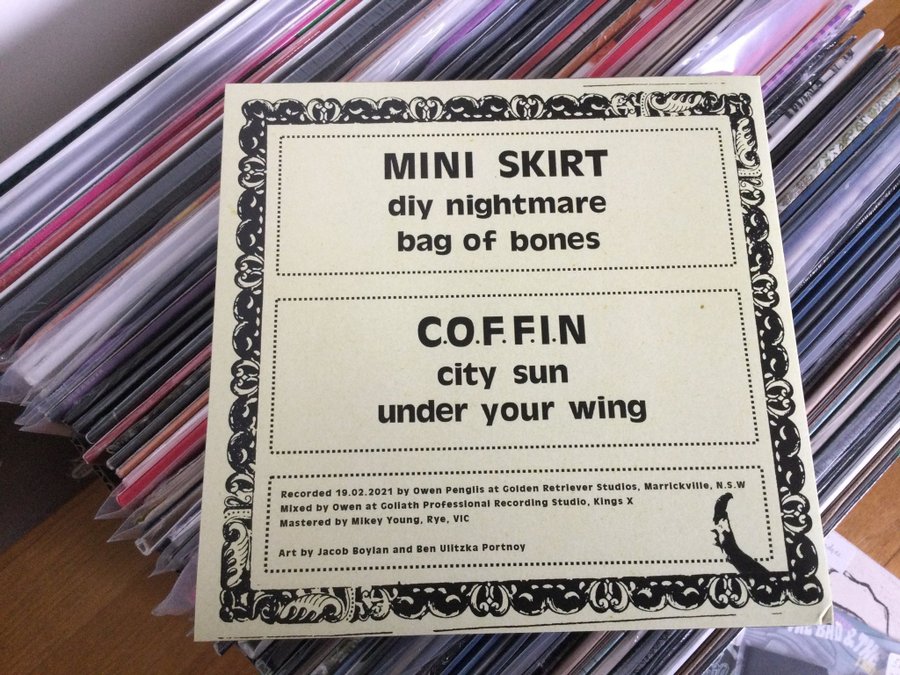 MINI SKIRT
diy nightmare
bag of bones
C.O.F.F.I.N
city sun
under your wing
Recorded 19.02.2021 by Owen Penglis at Golden Retriever Studios, Marrickville, N.S.W
Mixed by Owen at Goliath Professional Recording Studio, Kings X
Mastered by Mikey Young, Rye, VIC
Art by Jacob Boylan and Ben Ulitzka Portnoy
BAD & THE